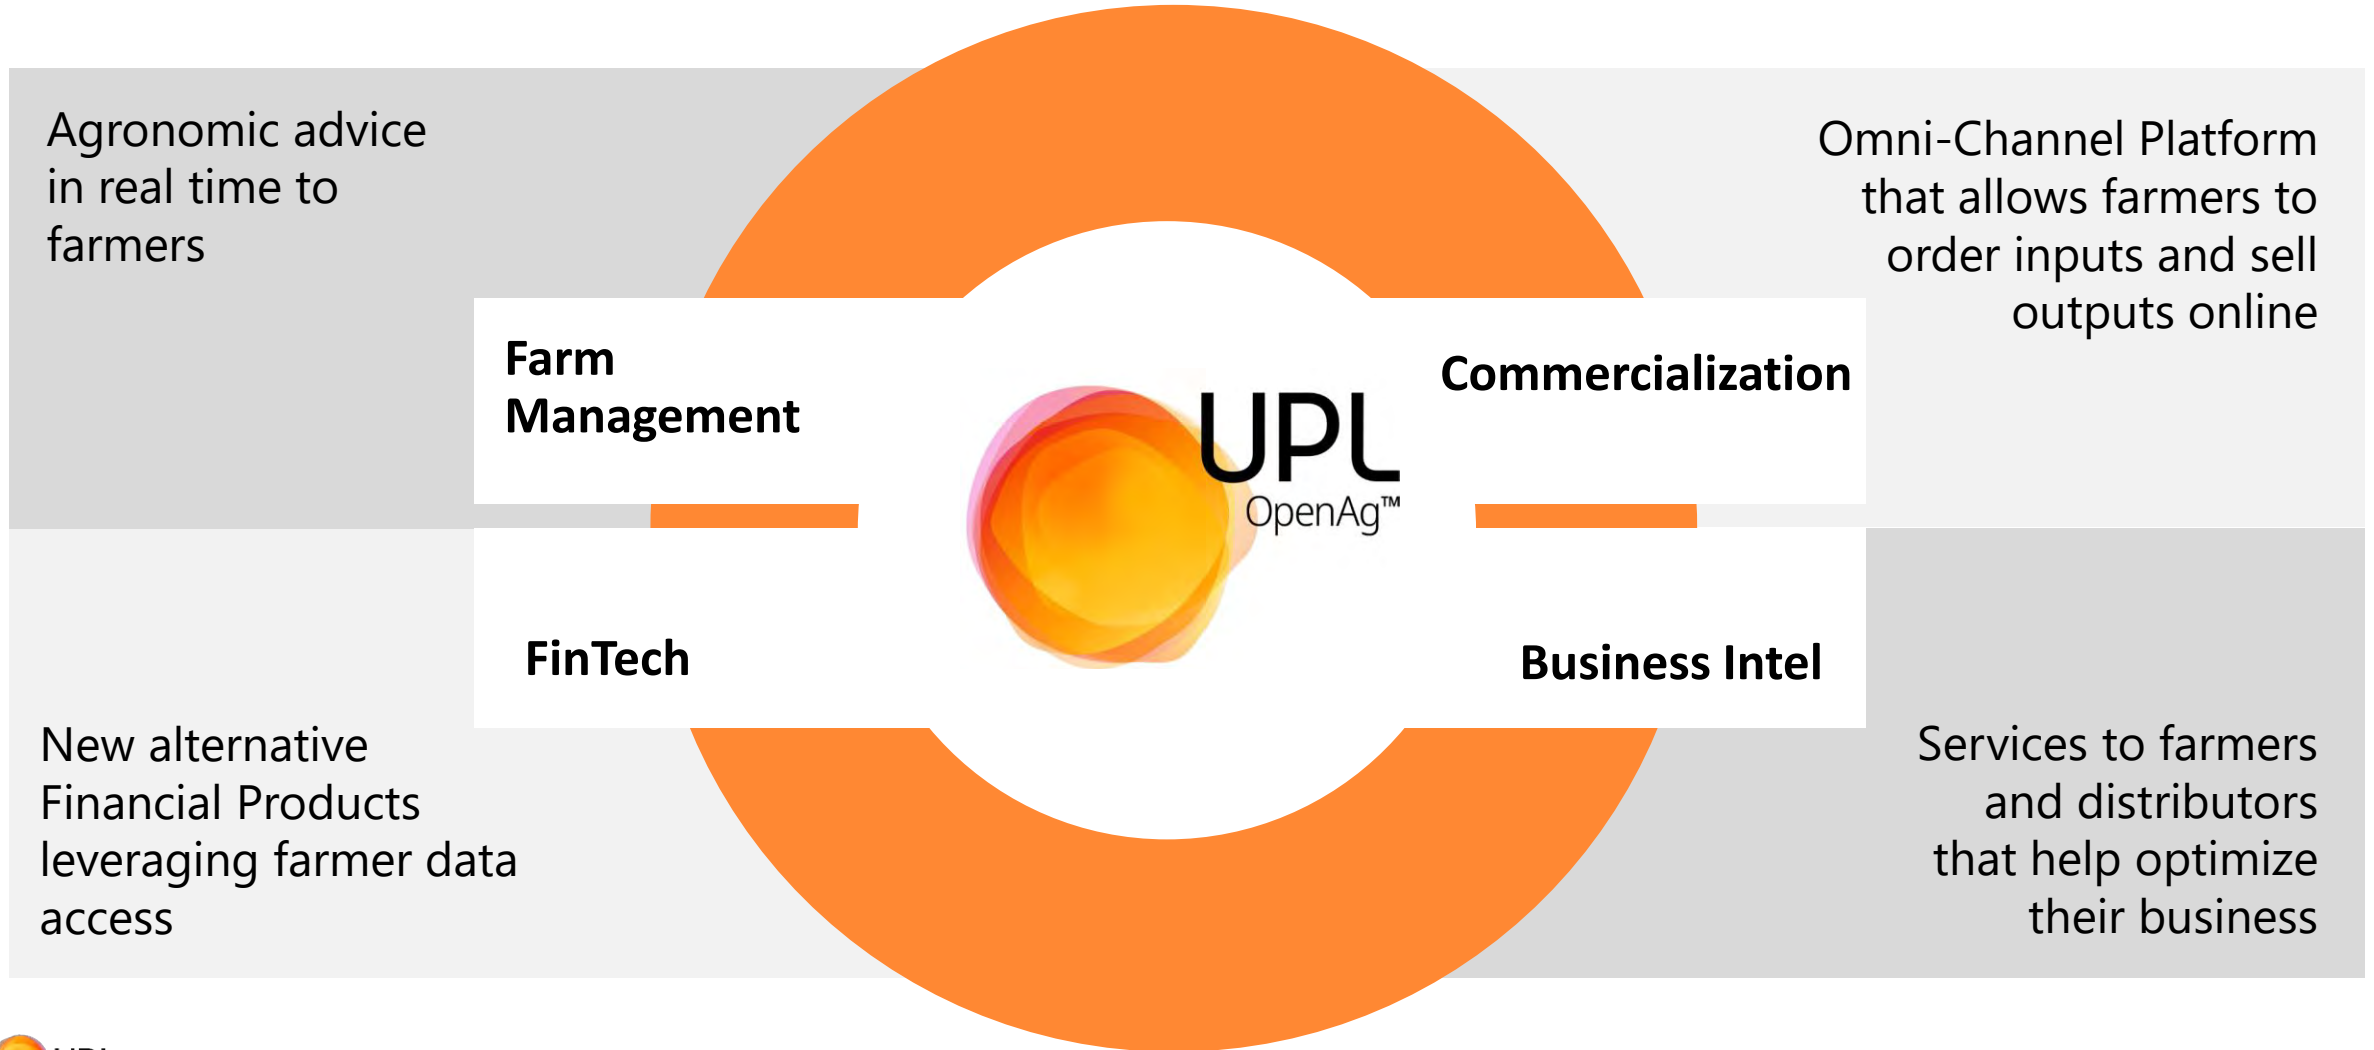 Agronomic advice
in real time to
farmers
Omni-Channel Platform
that allows farmers to
order inputs and sell
outputs online
Farm
Management
Commercialization
UPL
OpenAg™
FinTech
Business Intel
New alternative
Financial Products
leveraging farmer data
access
Services to farmers
and distributors
that help optimize
their business